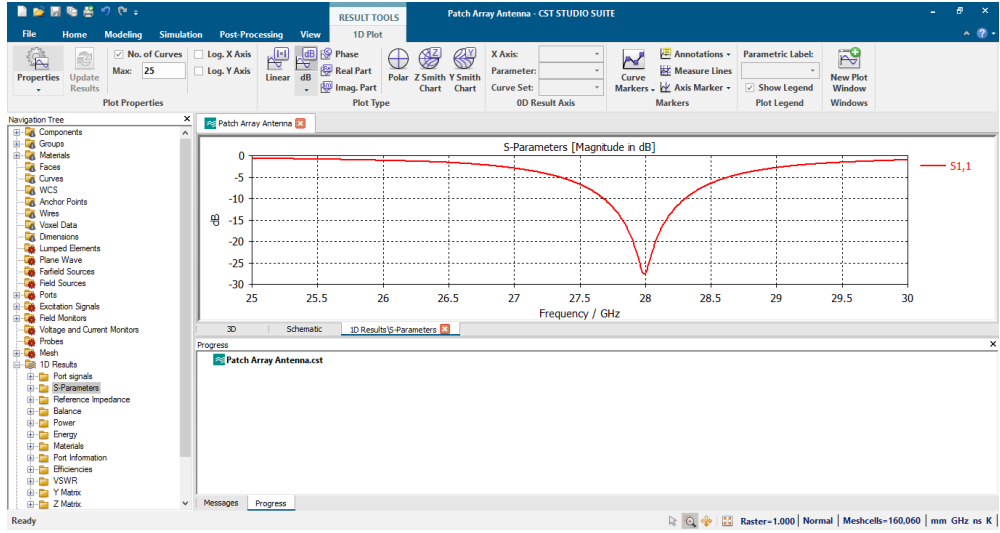 RESULT TOOLS
Patch Array Antenna - CST STUDIO SUITE
File Home Modeling Simulation Post-Processing View 1D Plot
Properties
Update Results
No. of Curves
Max: 25
Log. X Axis
Log. Y Axis
Plot Properties
Linear
dB
Phase
Real Part
Imag. Part
Polar
Z Smith Chart
Y Smith Chart
Plot Type
X Axis:
Parameter:
Curve Set:
0D Result Axis
Curve Markers
Annotations
Measure Lines
Axis Marker
Markers
Parametric Label:
Show Legend
Plot Legend
New Plot Window
Windows
Navigation Tree
Components
Groups
Materials
Faces
Curves
WCS
Anchor Points
Wires
Voxel Data
Dimensions
Lumped Elements
Plane Wave
Farfield Sources
Field Sources
Ports
Excitation Signals
Field Monitors
Voltage and Current Monitors
Probes
Mesh
1D Results
Port signals
S-Parameters
Reference Impedance
Balance
Power
Energy
Materials
Port Information
Efficiencies
VSWR
Y Matrix
Z Matrix
Patch Array Antenna
S-Parameters [Magnitude in dB]
0
-5
-10
-15
-20
-25
-30
dB
25 25.5 26 26.5 27 27.5 28 28.5 29 29.5 30
Frequency / GHz
S1,1
3D Schematic 1D Results\S-Parameters
Progress
Patch Array Antenna.cst
Messages Progress
Ready
Raster=1.000 Normal Meshcells=160,060 mm GHz ns K